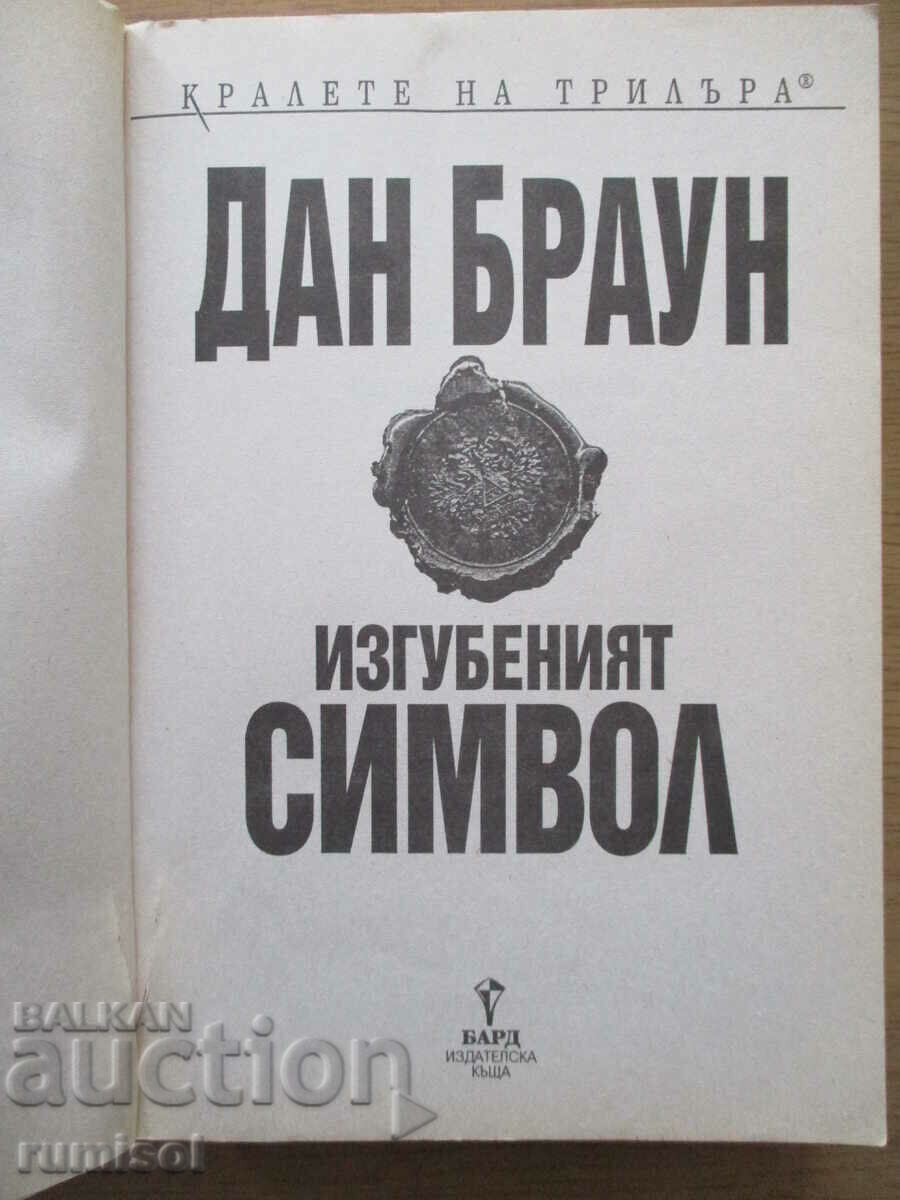 КРАЛЕТЕ НА ТРИЛЪРА®
ДАН БРАУН
ИЗГУБЕНИЯТ
СИМВОЛ
БАРД
ИЗДАТЕЛСКА
КЪЩА
BALKAN
auction
rumisol